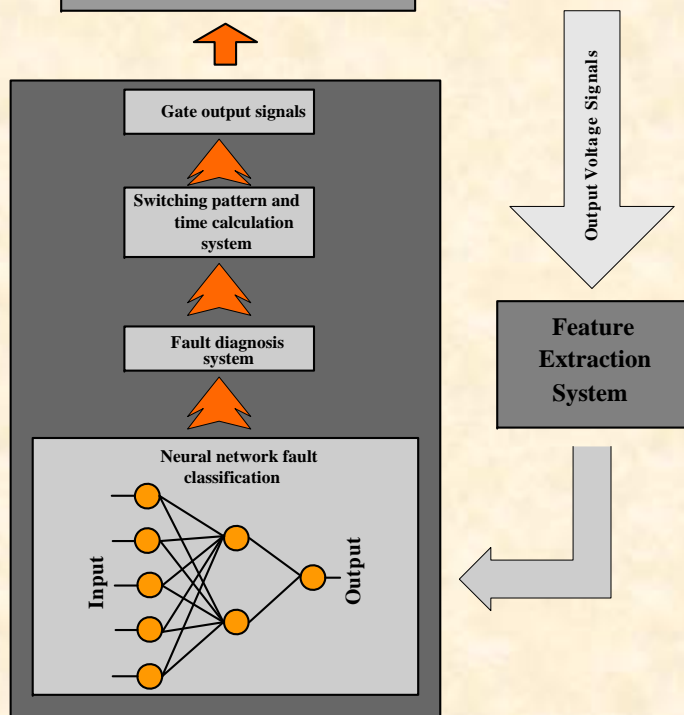 Gate output signals
Switching pattern and
time calculation
system
Fault diagnosis
system
Neural network fault
classification
Input
Output
Output Voltage Signals
Feature
Extraction
System